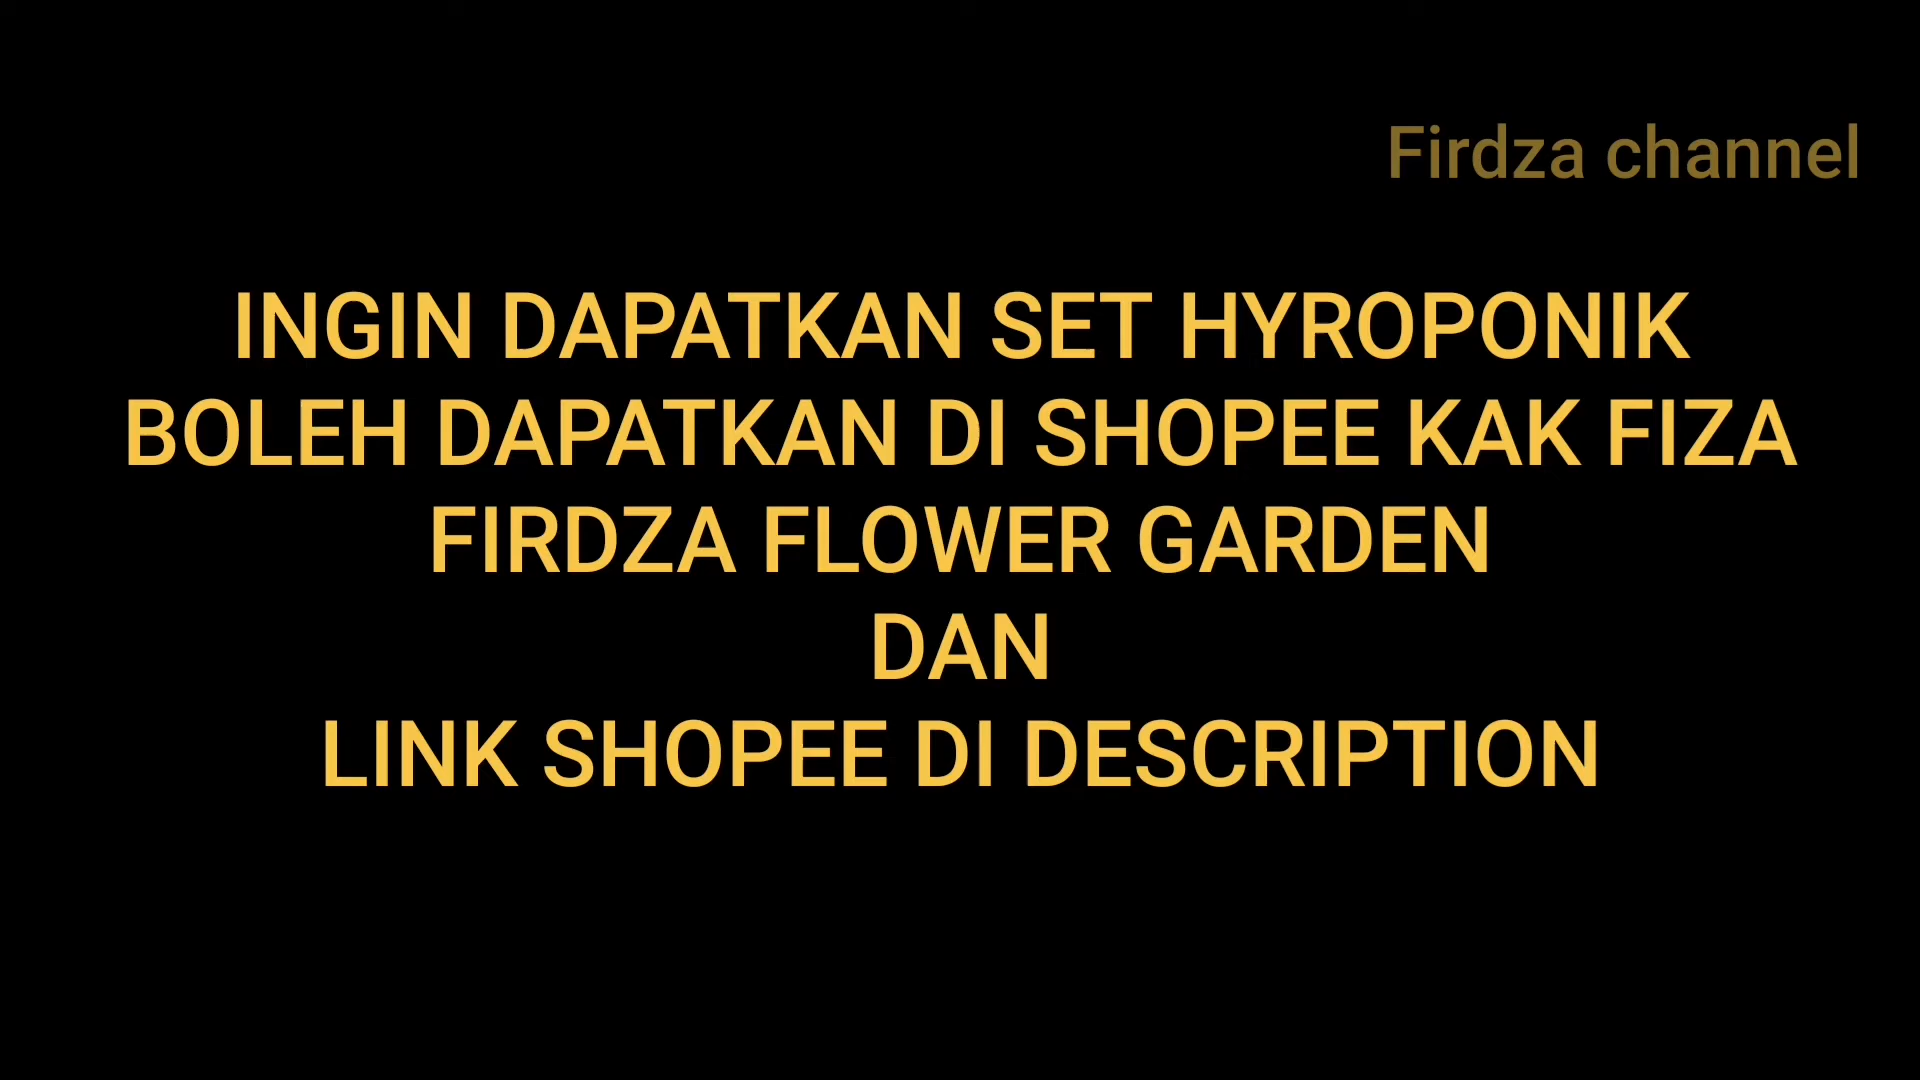 Firdza channel
INGIN DAPATKAN SET HYROPONIK
BOLEH DAPATKAN DI SHOPEE KAK FIZA
FIRDZA FLOWER GARDEN
DAN
LINK SHOPEE DI DESCRIPTION